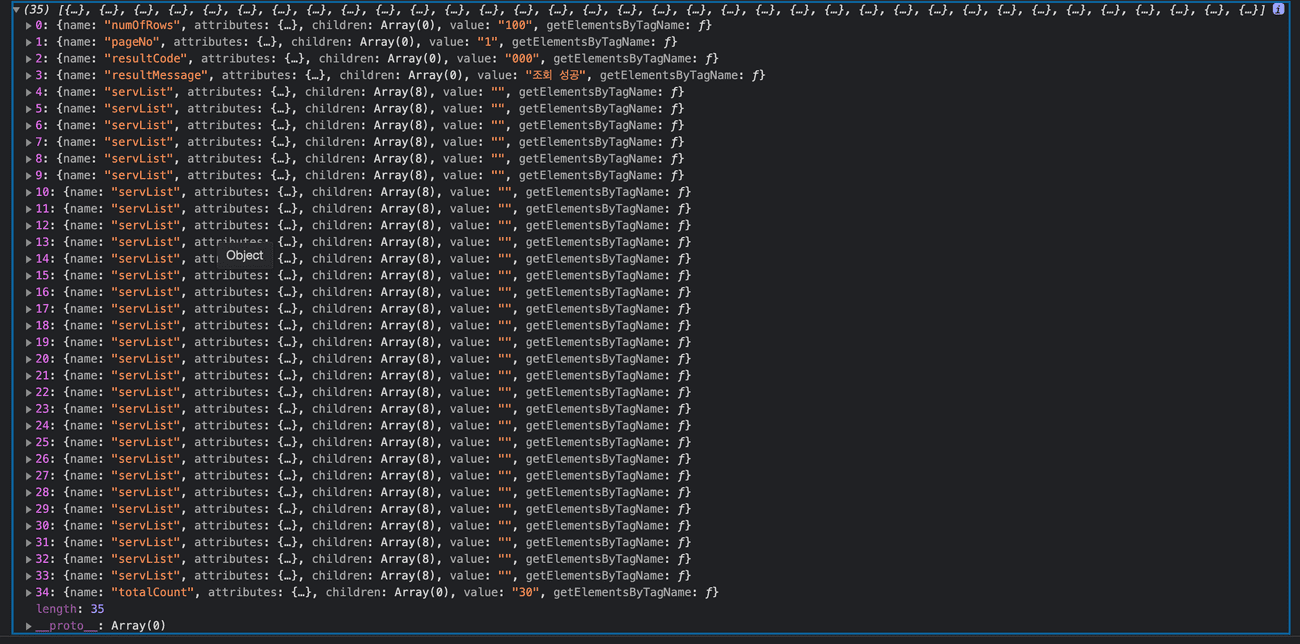 ▼(35) [{…}, {…}, {…}, {…}, {…}, {…}, {…}, {…}, {…}, {…}, {…}, {…}, {…}, {…}, {…}, {…}, {…}, {…}, {…}, {…}, {…}, {…}, {…}, {…}, {…}, {…}, {…}, {…}, {…}, {…}, {…}, {…}, {…}, {…}, {…}] i
▶0: {name: "numOfRows", attributes: {…}, children: Array(0), value: "100", getElementsByTagName: ƒ}
▶1: {name: "pageNo", attributes: {…}, children: Array(0), value: "1", getElementsByTagName: ƒ}
▶2: {name: "resultCode", attributes: {…}, children: Array(0), value: "000", getElementsByTagName: ƒ}
▶3: {name: "resultMessage", attributes: {…}, children: Array(0), value: "조회 성공", getElementsByTagName: ƒ}
▶4: {name: "servList", attributes: {…}, children: Array(8), value: "", getElementsByTagName: ƒ}
▶5: {name: "servList", attributes: {…}, children: Array(8), value: "", getElementsByTagName: ƒ}
▶6: {name: "servList", attributes: {…}, children: Array(8), value: "", getElementsByTagName: ƒ}
▶7: {name: "servList", attributes: {…}, children: Array(8), value: "", getElementsByTagName: ƒ}
▶8: {name: "servList", attributes: {…}, children: Array(8), value: "", getElementsByTagName: ƒ}
▶9: {name: "servList", attributes: {…}, children: Array(8), value: "", getElementsByTagName: ƒ}
▶10: {name: "servList", attributes: {…}, children: Array(8), value: "", getElementsByTagName: ƒ}
▶11: {name: "servList", attributes: {…}, children: Array(8), value: "", getElementsByTagName: ƒ}
▶12: {name: "servList", attributes: {…}, children: Array(8), value: "", getElementsByTagName: ƒ}
▶13: {name: "servList", attributes: {…}, children: Array(8), value: "", getElementsByTagName: ƒ}
Object
▶14: {name: "servList", att {…}, children: Array(8), value: "", getElementsByTagName: ƒ}
▶15: {name: "servList", attributes: {…}, children: Array(8), value: "", getElementsByTagName: ƒ}
▶16: {name: "servList", attributes: {…}, children: Array(8), value: "", getElementsByTagName: ƒ}
▶17: {name: "servList", attributes: {…}, children: Array(8), value: "", getElementsByTagName: ƒ}
▶18: {name: "servList", attributes: {…}, children: Array(8), value: "", getElementsByTagName: ƒ}
▶19: {name: "servList", attributes: {…}, children: Array(8), value: "", getElementsByTagName: ƒ}
▶20: {name: "servList", attributes: {…}, children: Array(8), value: "", getElementsByTagName: ƒ}
▶21: {name: "servList", attributes: {…}, children: Array(8), value: "", getElementsByTagName: ƒ}
▶22: {name: "servList", attributes: {…}, children: Array(8), value: "", getElementsByTagName: ƒ}
▶23: {name: "servList", attributes: {…}, children: Array(8), value: "", getElementsByTagName: ƒ}
▶24: {name: "servList", attributes: {…}, children: Array(8), value: "", getElementsByTagName: ƒ}
▶25: {name: "servList", attributes: {…}, children: Array(8), value: "", getElementsByTagName: ƒ}
▶26: {name: "servList", attributes: {…}, children: Array(8), value: "", getElementsByTagName: ƒ}
▶27: {name: "servList", attributes: {…}, children: Array(8), value: "", getElementsByTagName: ƒ}
▶28: {name: "servList", attributes: {…}, children: Array(8), value: "", getElementsByTagName: ƒ}
▶29: {name: "servList", attributes: {…}, children: Array(8), value: "", getElementsByTagName: ƒ}
▶30: {name: "servList", attributes: {…}, children: Array(8), value: "", getElementsByTagName: ƒ}
▶31: {name: "servList", attributes: {…}, children: Array(8), value: "", getElementsByTagName: ƒ}
▶32: {name: "servList", attributes: {…}, children: Array(8), value: "", getElementsByTagName: ƒ}
▶33: {name: "servList", attributes: {…}, children: Array(8), value: "", getElementsByTagName: ƒ}
▶34: {name: "totalCount", attributes: {…}, children: Array(0), value: "30", getElementsByTagName: ƒ}
length: 35
▶__proto__: Array(0)